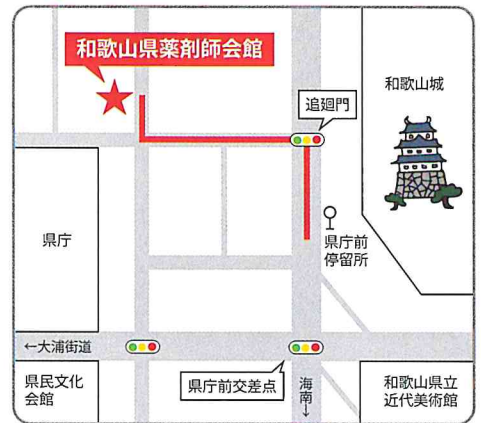 和歌山県薬剤師会館
追廻門
和歌山城
県庁
県庁前
停留所
←大浦街道
県民文化
会館
県庁前交差点
海南→
和歌山県立
近代美術館